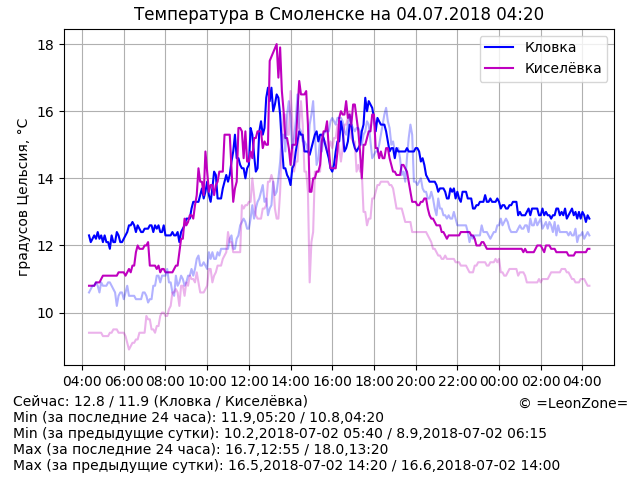 Температура в Смоленске на 04.07.2018 04:20
Кловка
Киселёвка
градусов Цельсия, °C
18
16
14
12
10
04:00 06:00 08:00 10:00 12:00 14:00 16:00 18:00 20:00 22:00 00:00 02:00 04:00
Сейчас: 12.8 / 11.9 (Кловка / Киселёвка)
© =LeonZone=
Min (за последние 24 часа): 11.9,05:20 / 10.8,04:20
Min (за предыдущие сутки): 10.2,2018-07-02 05:40 / 8.9,2018-07-02 06:15
Max (за последние 24 часа): 16.7,12:55 / 18.0,13:20
Max (за предыдущие сутки): 16.5,2018-07-02 14:20 / 16.6,2018-07-02 14:00